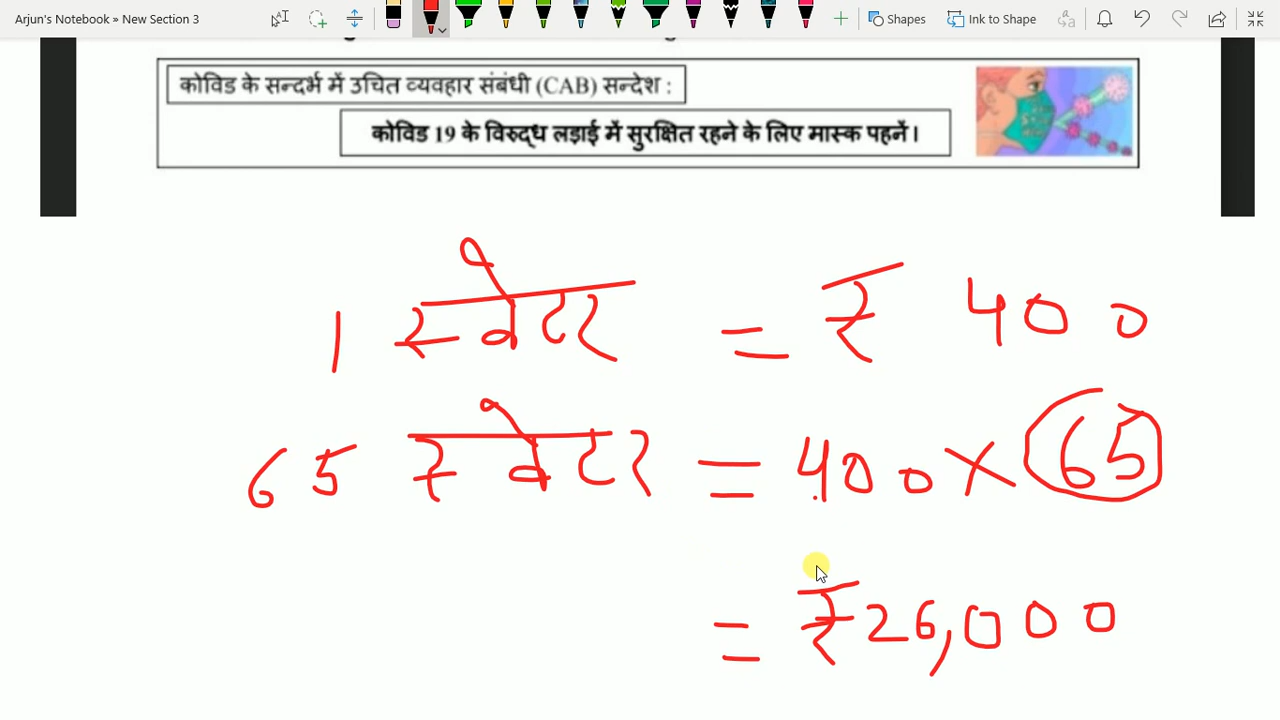 Arjun's Notebook » New Section 3
Shapes Ink to Shape
कोविड के सन्दर्भ में उचित व्यवहार संबंधी (CAB) सन्देश :
कोविड 19 के विरुद्ध लड़ाई में सुरक्षित रहने के लिए मास्क पहनें।
1 स्वेटर = ₹ 400
65 स्वेटर = 400 × 65
= ₹ 26,000